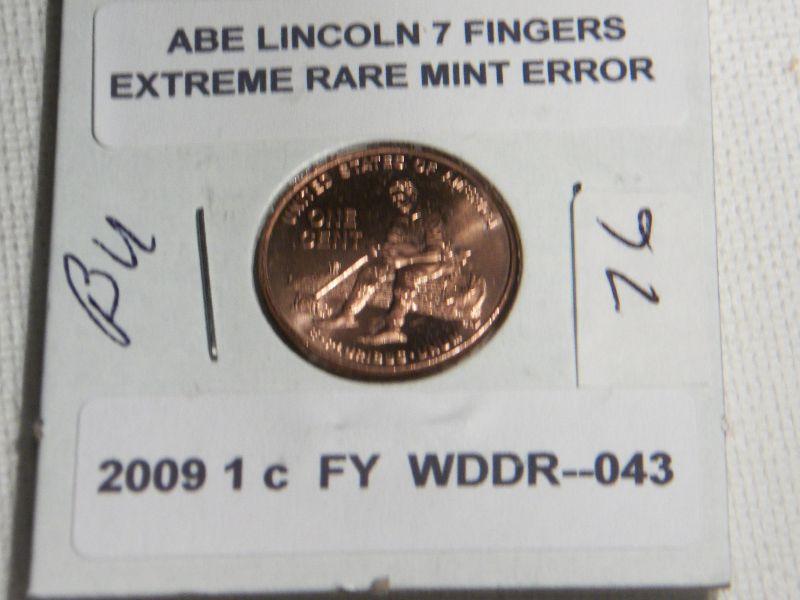 ABE LINCOLN 7 FINGERS
EXTREME RARE MINT ERROR
UNITED STATES OF AMERICA
ONE
CENT
BU
2009 1 c FY WDDR--043